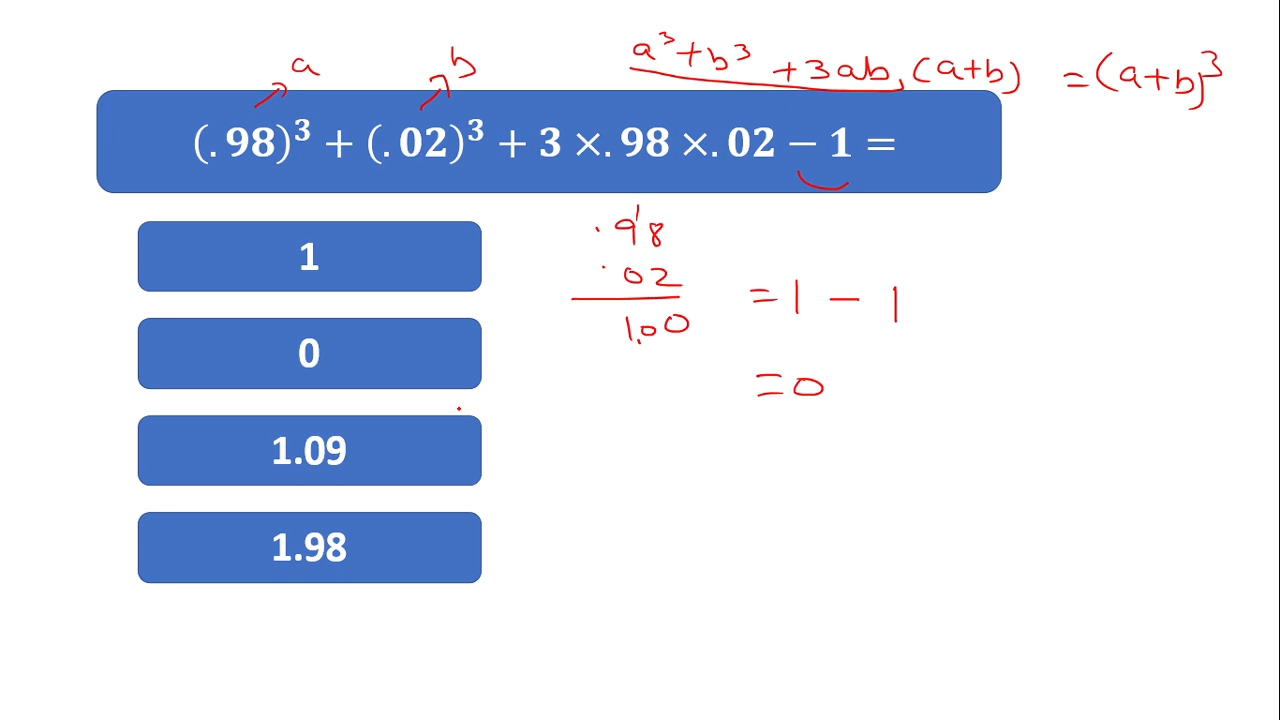 a b a³+b³ +3ab,(a+b) =(a+b)³
(.98)³ + (.02)³ + 3 ×.98 ×.02 − 1 =
.98
.02
1.00
=1 − 1
=0
1
0
1.09
1.98